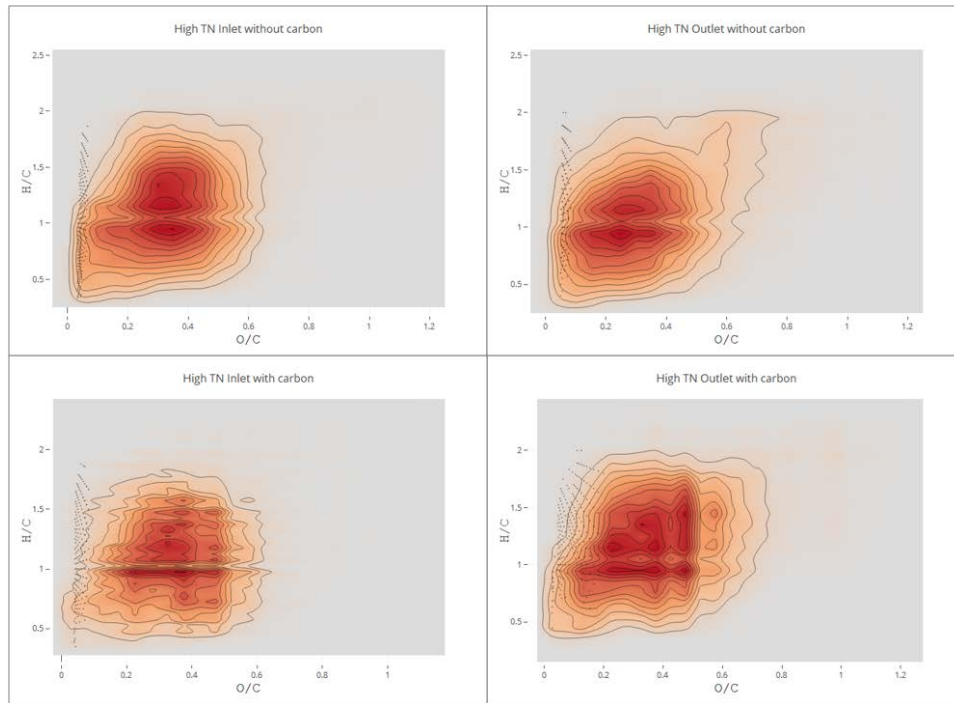 High TN Inlet without carbon
2.5
2
1.5
1
0.5
H/C
0 0.2 0.4 0.6 0.8 1 1.2
O/C
High TN Outlet without carbon
2.5
2
1.5
1
0.5
H/C
0 0.2 0.4 0.6 0.8 1 1.2
O/C
High TN Inlet with carbon
2
1.5
1
0.5
H/C
0 0.2 0.4 0.6 0.8 1
O/C
High TN Outlet with carbon
2
1.5
1
0.5
H/C
0 0.2 0.4 0.6 0.8 1 1.2
O/C